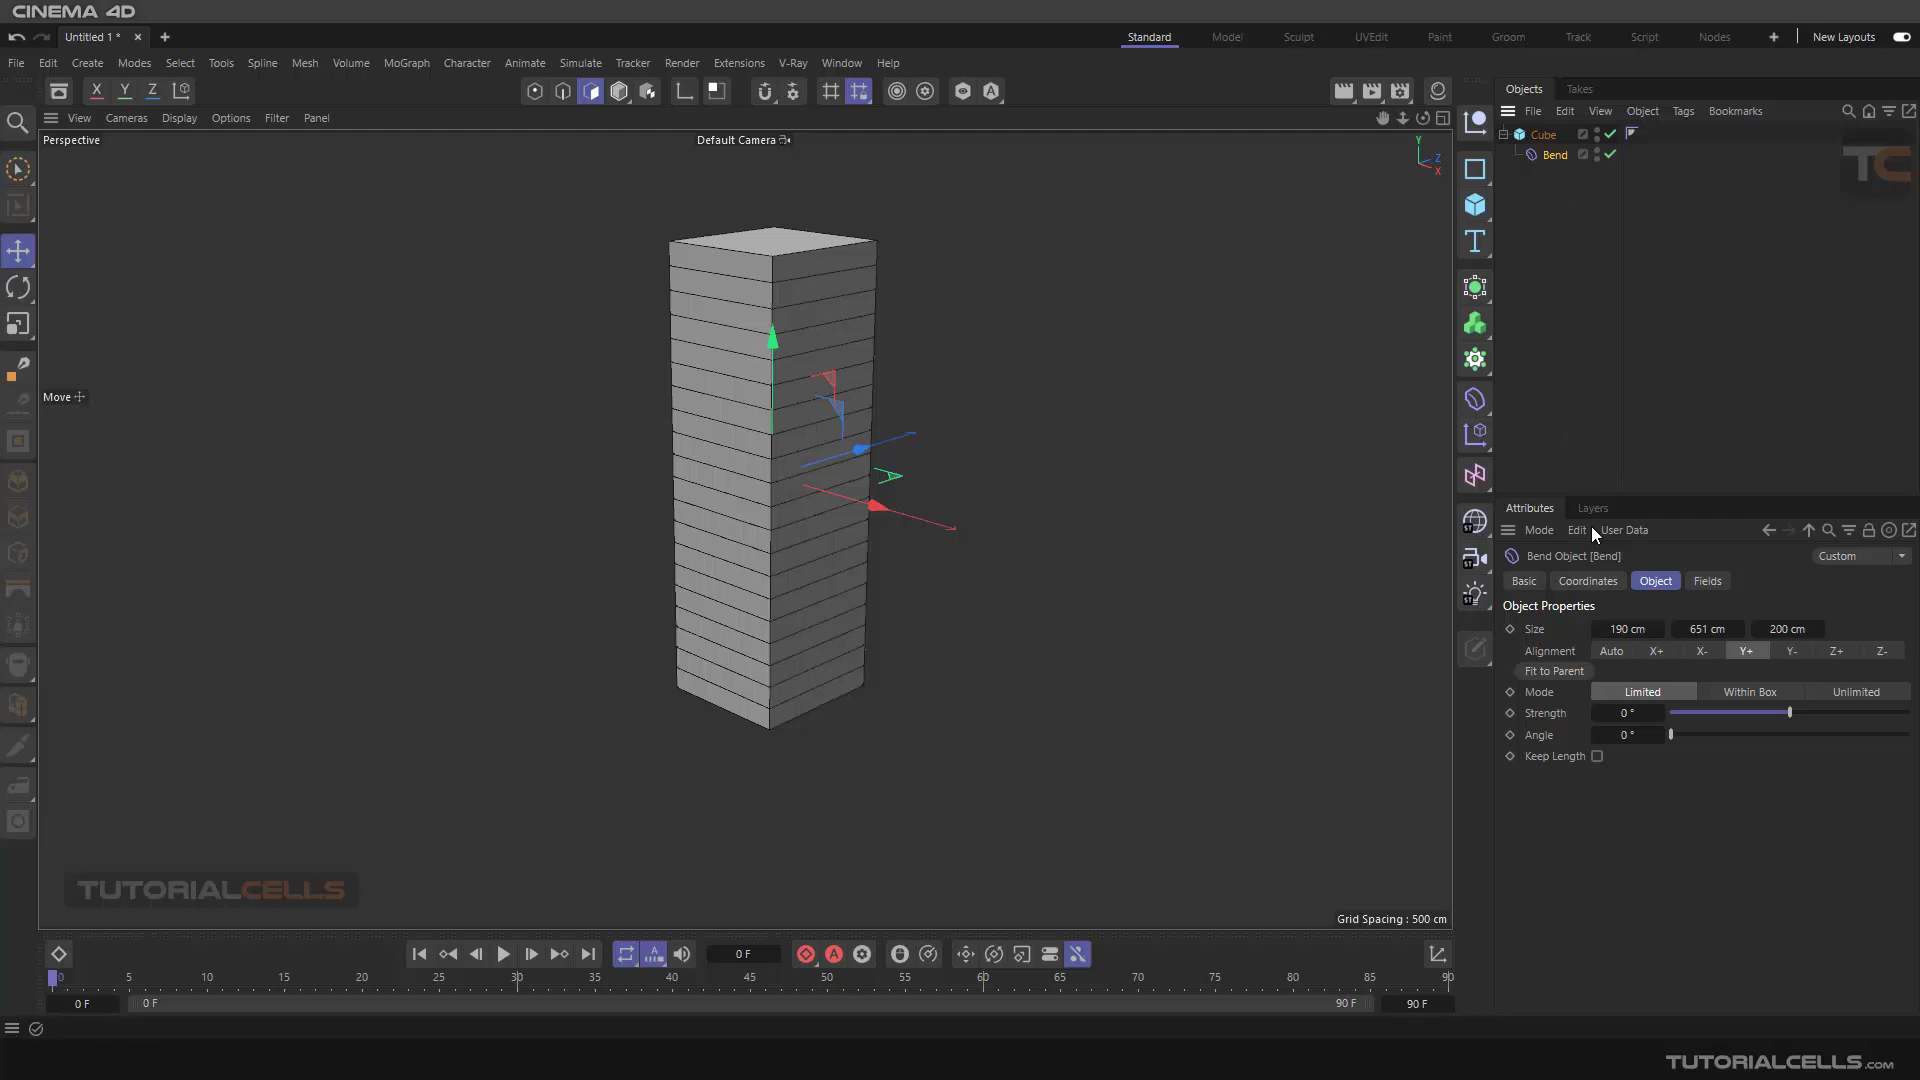 CINEMA 4D
Untitled 1 *
Standard Model Sculpt UVEdit Paint Groom Track Script Nodes New Layouts
File Edit Create Modes Select Tools Spline Mesh Volume MoGraph Character Animate Simulate Tracker Render Extensions V-Ray Window Help
X Y Z
Objects Takes
File Edit View Object Tags Bookmarks
View Cameras Display Options Filter Panel
Perspective
Default Camera
Y
Z
X
Cube
Bend
TC
Move
Attributes Layers
Mode Edit User Data
Bend Object [Bend]
Custom
Basic Coordinates Object Fields
Object Properties
Size 190 cm 651 cm 200 cm
Alignment Auto X+ X- Y+ Y- Z+ Z-
Fit to Parent
Mode Limited Within Box Unlimited
Strength 0 °
Angle 0 °
Keep Length
ST
ST
ST
TUTORIALCELLS
Grid Spacing : 500 cm
0 F
0 5 10 15 20 25 30 35 40 45 50 55 60 65 70 75 80 85 90
0 F 0 F 90 F 90 F
TUTORIALCELLS.COM